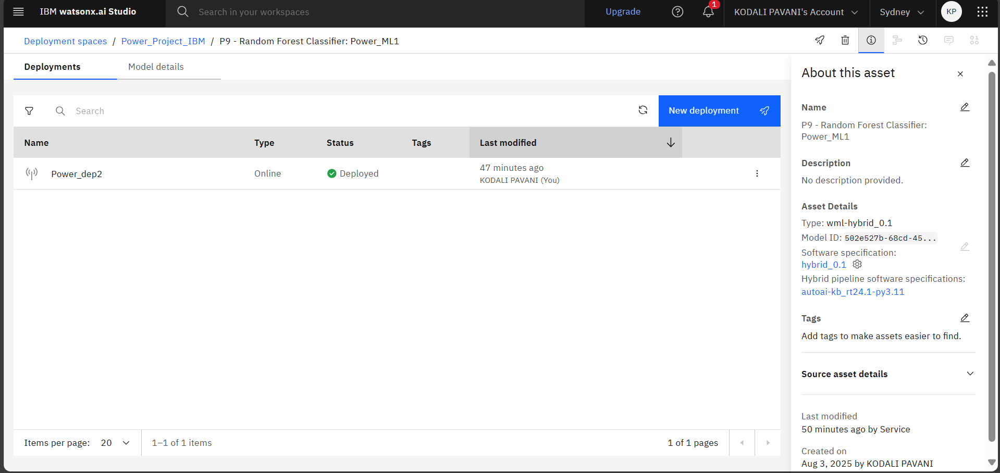 IBM watsonx.ai Studio
Search in your workspaces
Upgrade
1
KODALI PAVANI's Account
Sydney
KP
Deployment spaces / Power_Project_IBM / P9 - Random Forest Classifier: Power_ML1
Deployments
Model details
Search
New deployment
Name Type Status Tags Last modified
Power_dep2 Online Deployed 47 minutes ago
KODALI PAVANI (You)
Items per page: 20
1–1 of 1 items
1 of 1 pages
About this asset
Name
P9 - Random Forest Classifier:
Power_ML1
Description
No description provided.
Asset Details
Type: wml-hybrid_0.1
Model ID: 502e527b-68cd-45...
Software specification:
hybrid_0.1
Hybrid pipeline software specifications:
autoai-kb_rt24.1-py3.11
Tags
Add tags to make assets easier to find.
Source asset details
Last modified
50 minutes ago by Service
Created on
Aug 3, 2025 by KODALI PAVANI